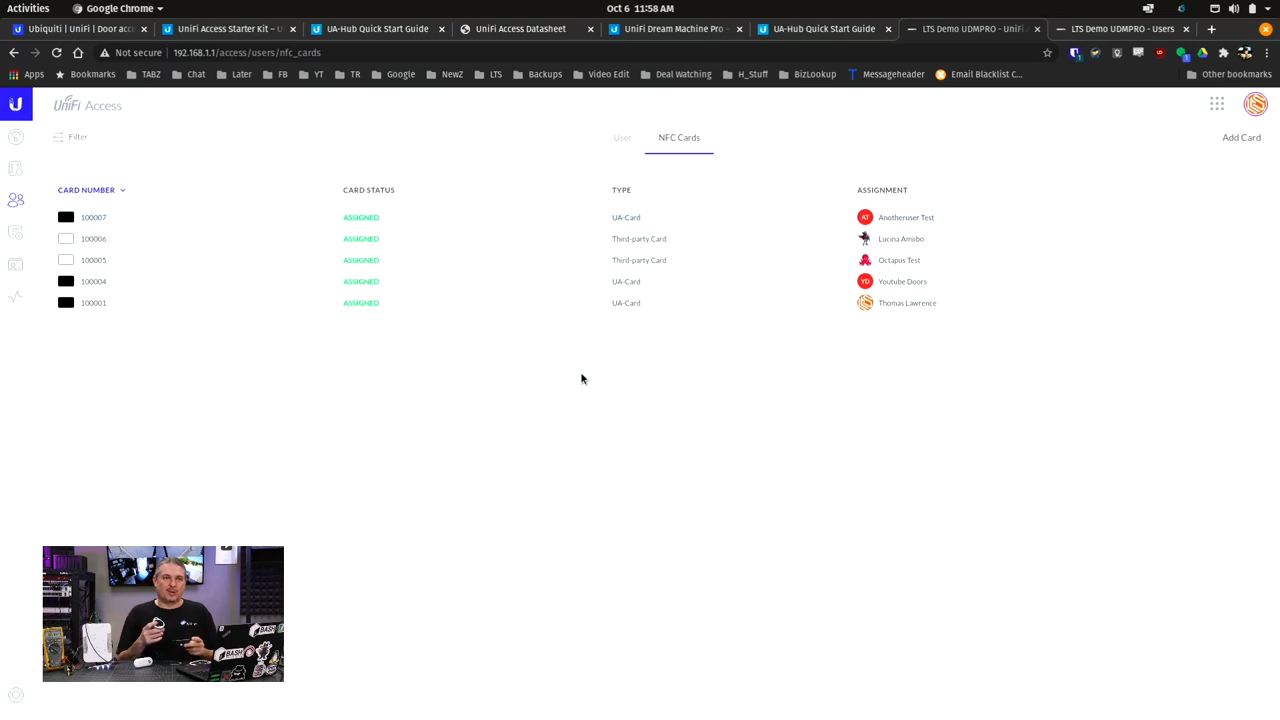 Activities Google Chrome Oct 6 11:58 AM
Ubiquiti | UniFi | Door acc UniFi Access Starter Kit – U UA-Hub Quick Start Guide UniFi Access Datasheet UniFi Dream Machine Pro - UA-Hub Quick Start Guide LTS Demo UDMPRO - UniFi LTS Demo UDMPRO - Users
Not secure 192.168.1.1/access/users/nfc_cards
Apps Bookmarks TABZ Chat Later FB YT TR Google NewZ LTS Backups Video Edit Deal Watching H_Stuff BizLookup Messageheader Email Blacklist C... Other bookmarks
UniFi Access
Filter User NFC Cards Add Card
CARD NUMBER CARD STATUS TYPE ASSIGNMENT
100007 ASSIGNED UA-Card AT Anotheruser Test
100006 ASSIGNED Third-party Card Lucina Amiibo
100005 ASSIGNED Third-party Card Octapus Test
100004 ASSIGNED UA-Card YD Youtube Doors
100001 ASSIGNED UA-Card Thomas Lawrence
BASH
BASH